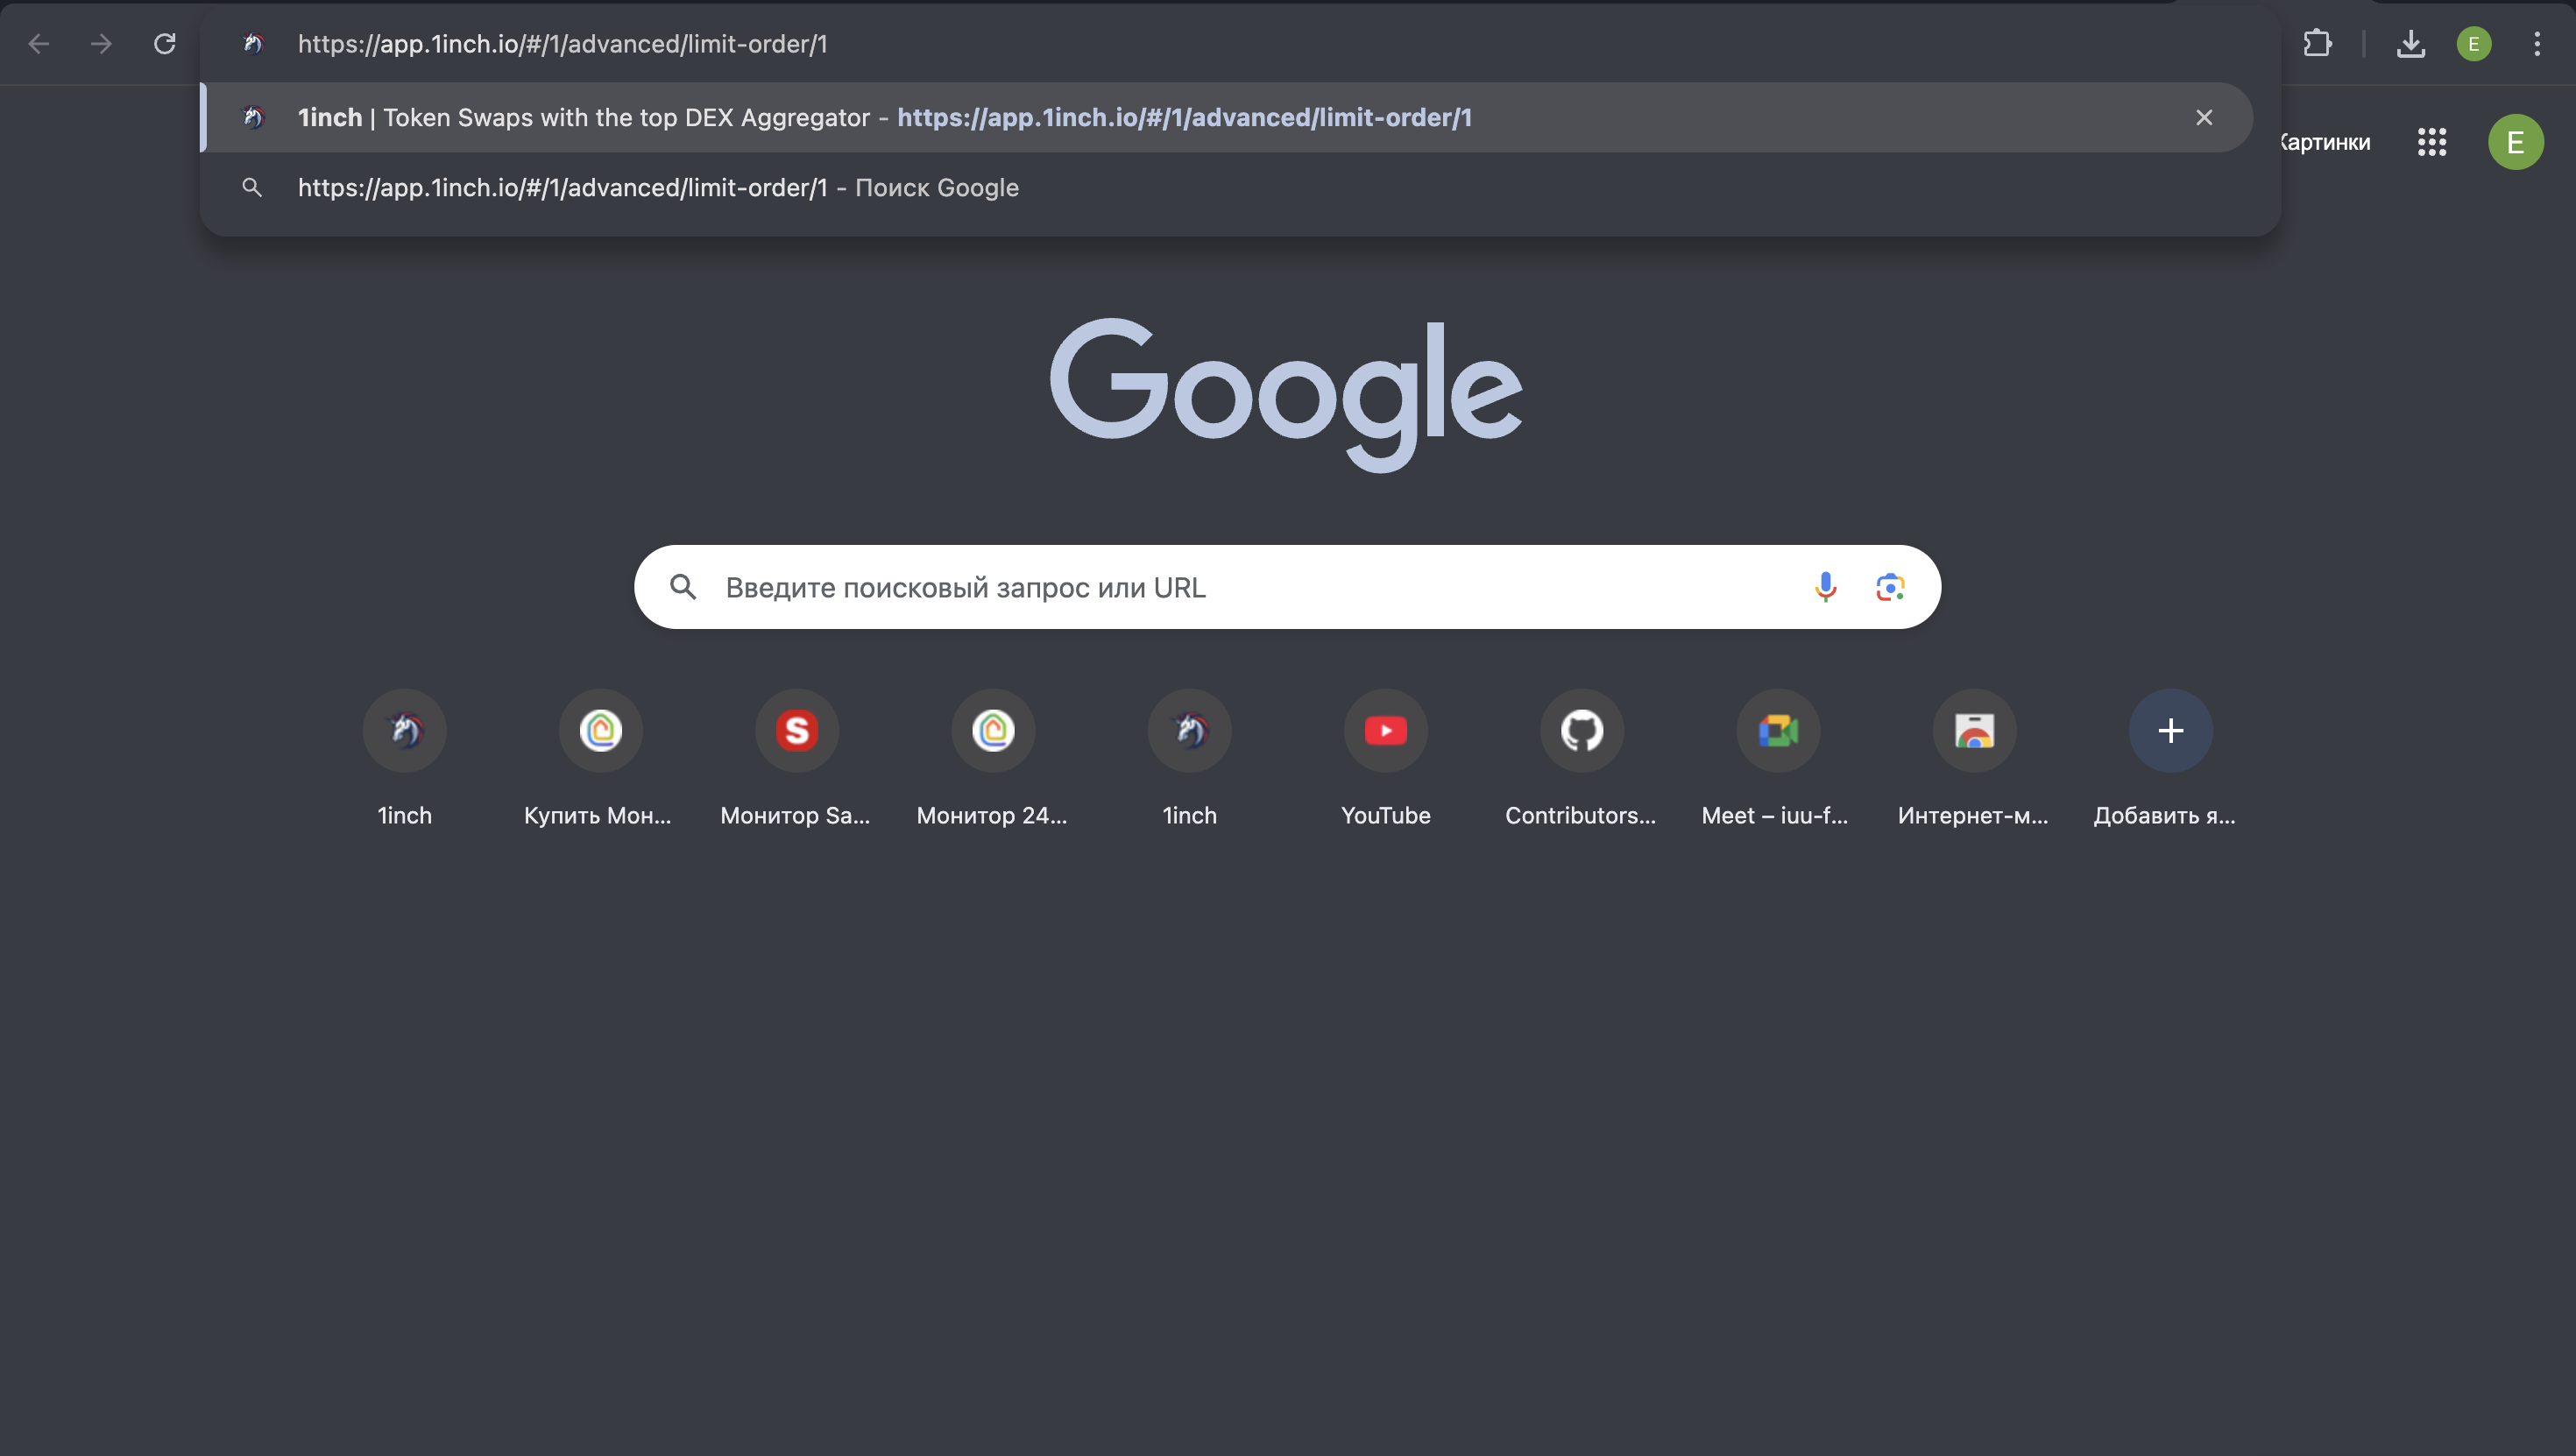 https://app.1inch.io/#/1/advanced/limit-order/1
E
1inch | Token Swaps with the top DEX Aggregator - https://app.1inch.io/#/1/advanced/limit-order/1
https://app.1inch.io/#/1/advanced/limit-order/1 - Поиск Google
Картинки
E
Google
Введите поисковый запрос или URL
1inch
Купить Мон...
Монитор Sa...
Монитор 24...
1inch
YouTube
Contributors...
Meet – iuu-f...
Интернет-м...
Добавить я...